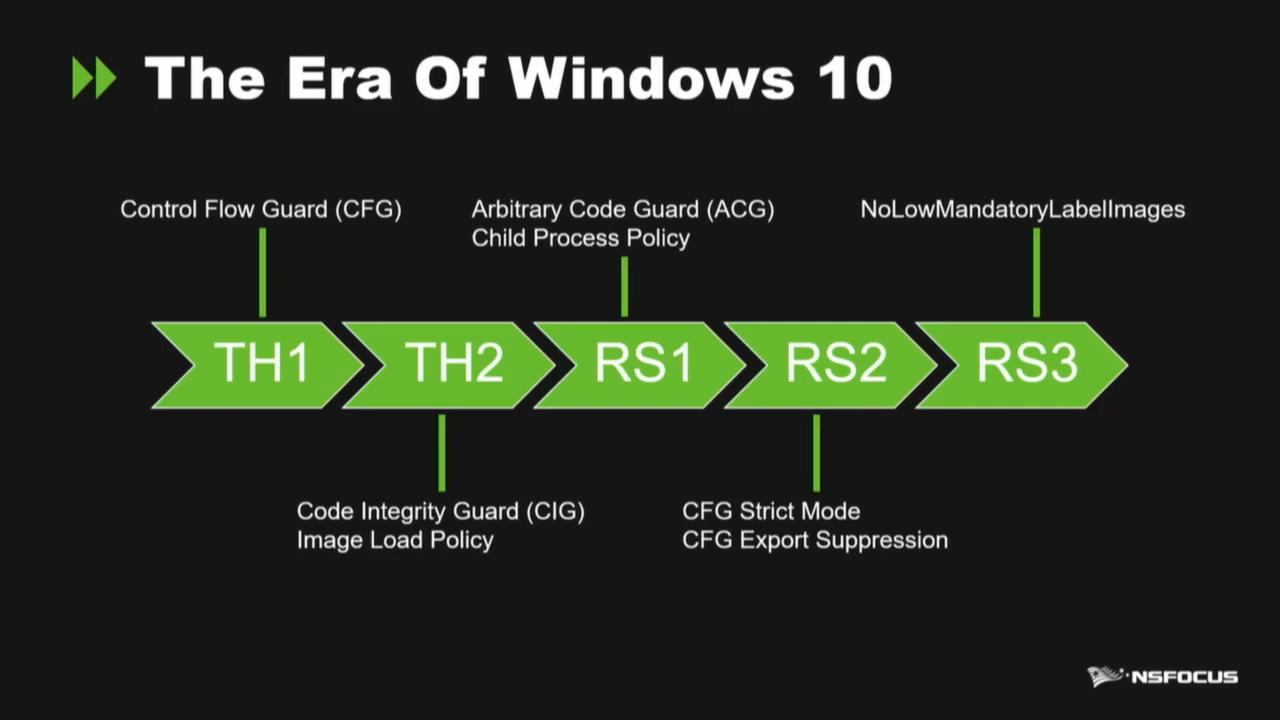 The Era Of Windows 10
Control Flow Guard (CFG)
Arbitrary Code Guard (ACG)
Child Process Policy
NoLowMandatoryLabelImages
TH1
TH2
RS1
RS2
RS3
Code Integrity Guard (CIG)
Image Load Policy
CFG Strict Mode
CFG Export Suppression
NSFOCUS